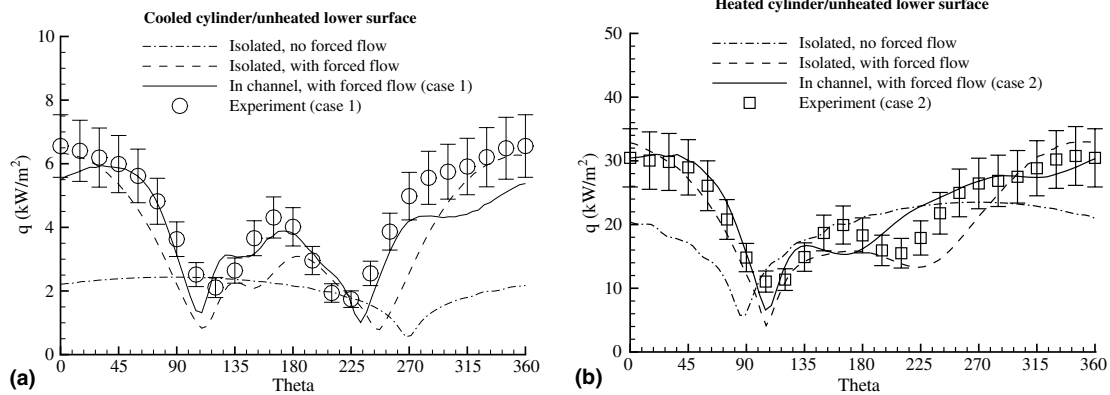 Cooled cylinder/unheated lower surface
Isolated, no forced flow
Isolated, with forced flow
In channel, with forced flow (case 1)
Experiment (case 1)
q (kW/m²)
10
8
6
4
2
0
0 45 90 135 180 225 270 315 360
Theta
(a)
Heated cylinder/unheated lower surface
Isolated, no forced flow
Isolated, with forced flow
In channel, with forced flow (case 2)
Experiment (case 2)
q (kW/m²)
50
40
30
20
10
0
0 45 90 135 180 225 270 315 360
Theta
(b)